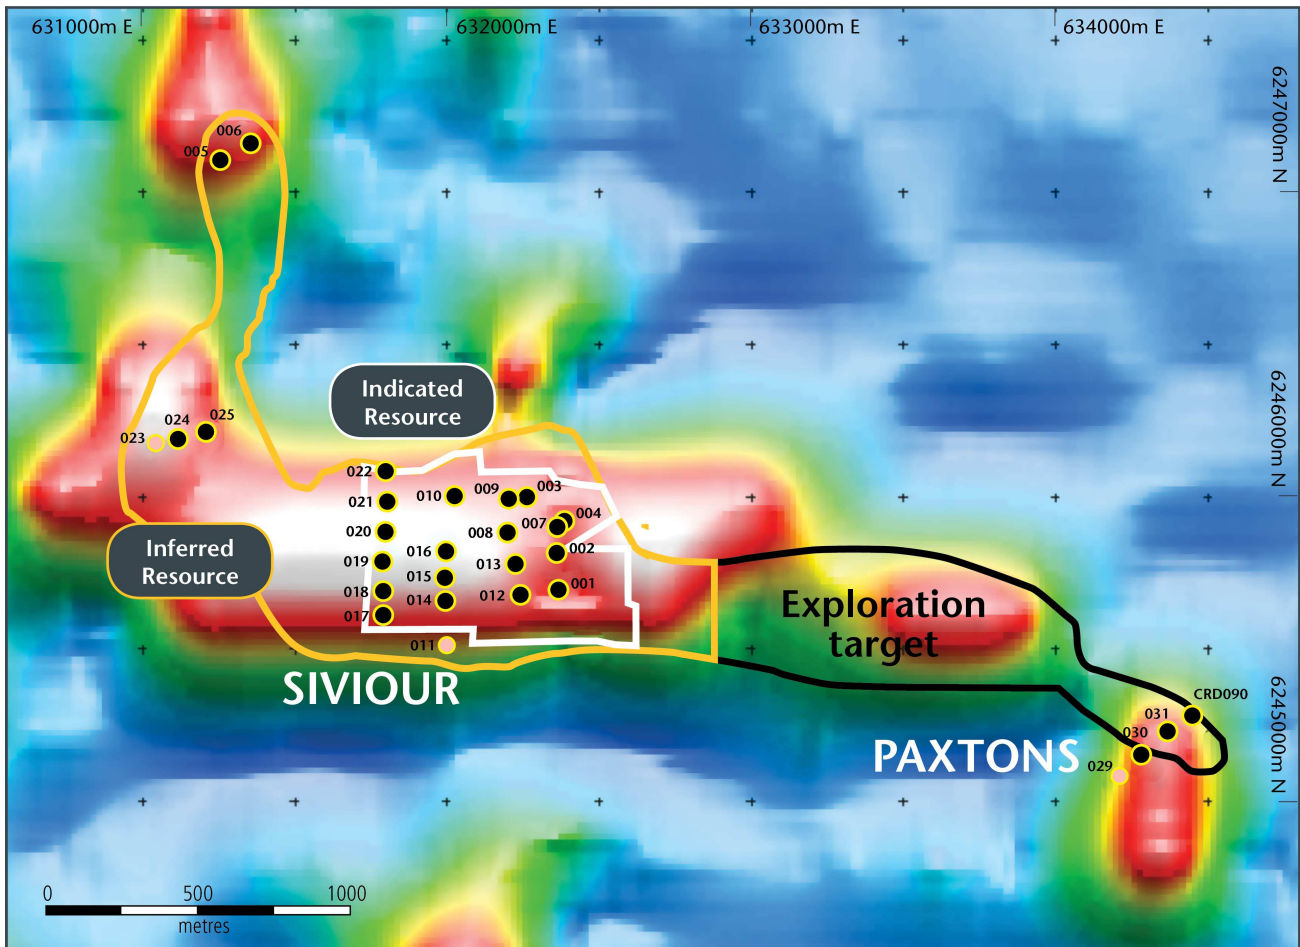 631000m E
632000m E
633000m E
634000m E
6247000m N
006
005
Indicated
Resource
025
024
023
6246000m N
022
021
020
019
018
017
010
009
003
004
007
008
002
016
013
015
001
014
012
011
Inferred
Resource
Exploration
target
SIVIOUR
CRD090
031
030
029
PAXTONS
6245000m N
0 500 1000
metres